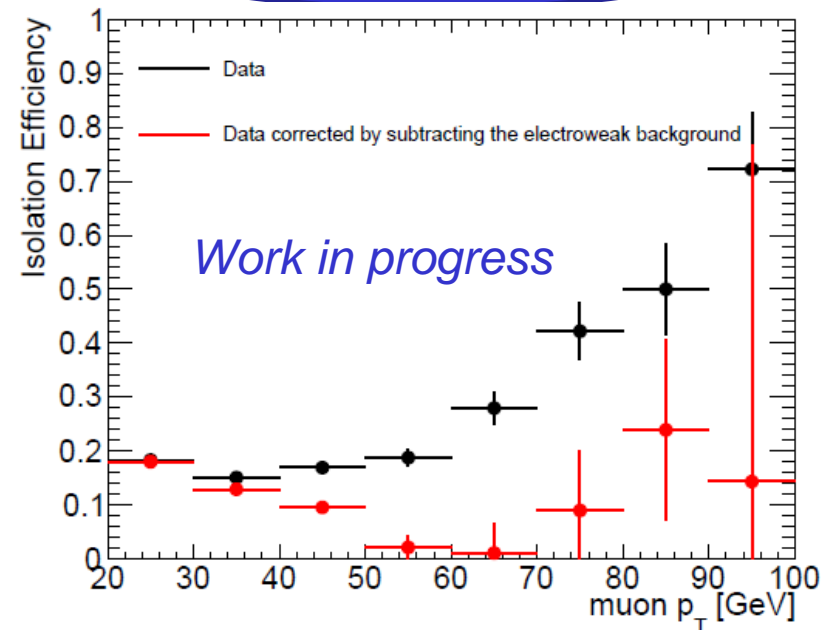 Isolation Efficiency
1
0.9
0.8
0.7
0.6
0.5
0.4
0.3
0.2
0.1
0
Data
Data corrected by subtracting the electroweak background
Work in progress
20 30 40 50 60 70 80 90 100
muon p_T [GeV]